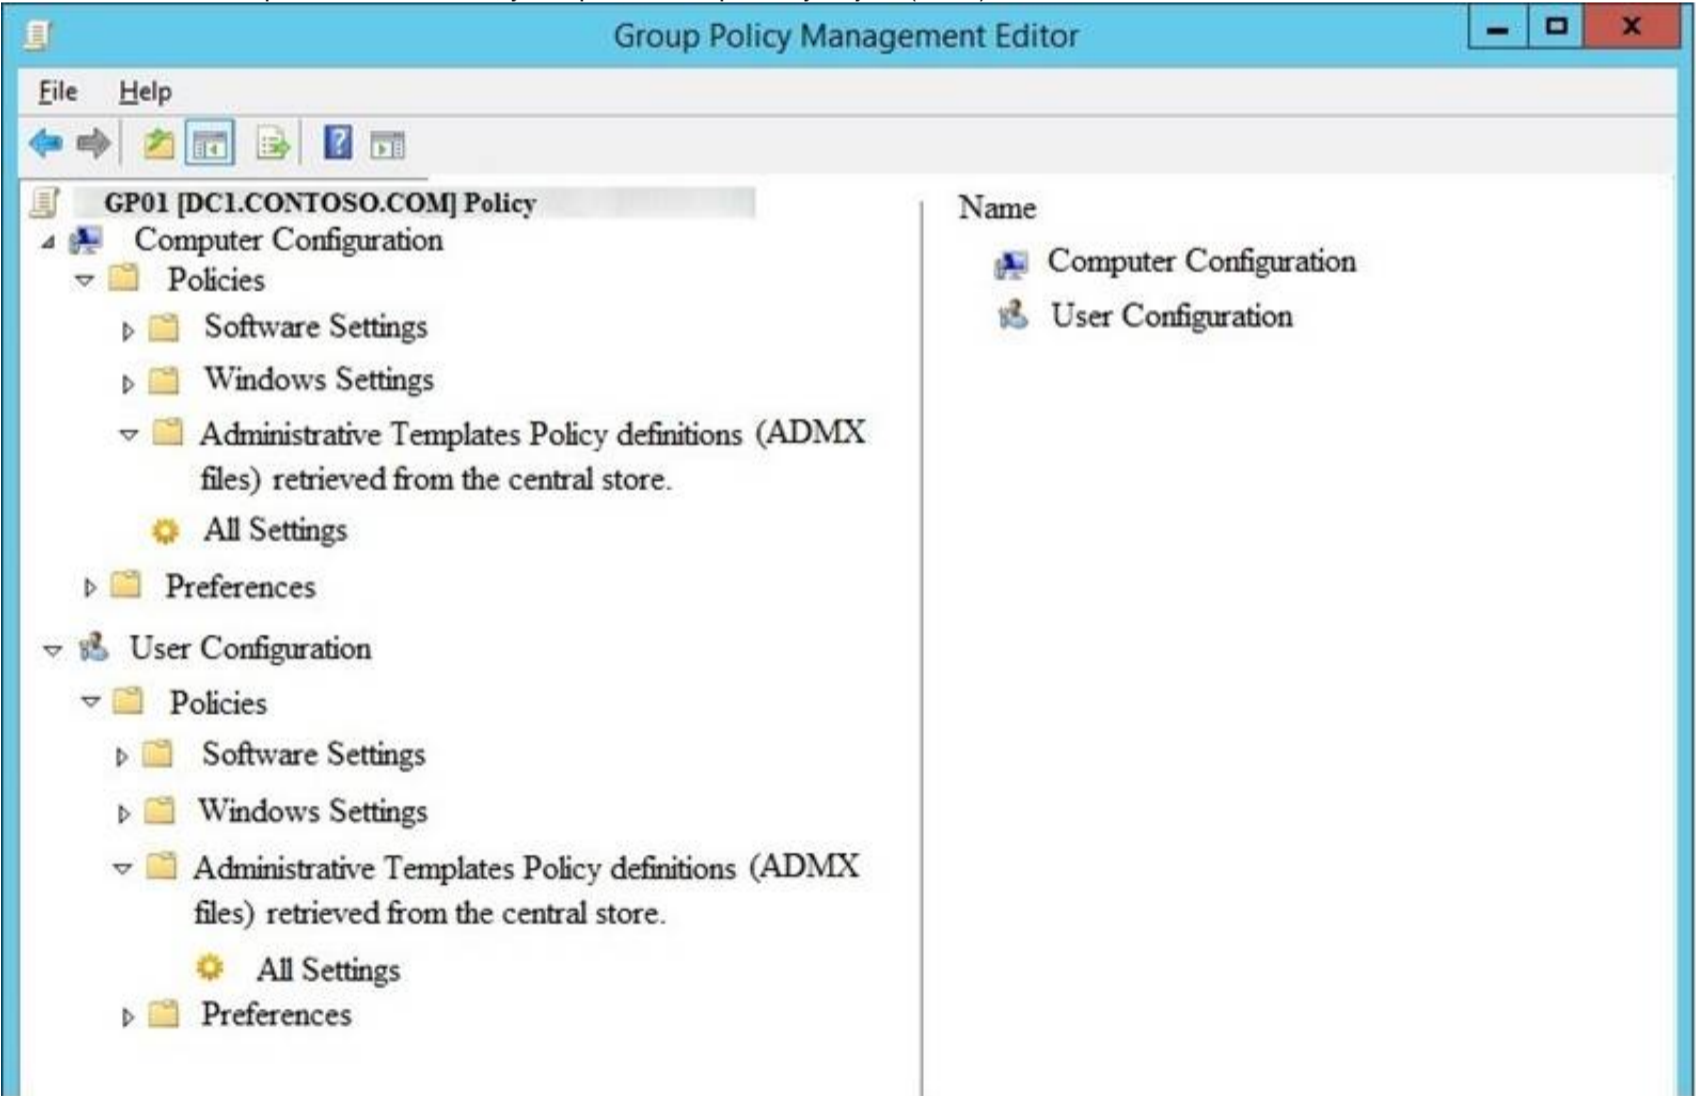 Group Policy Management Editor
File Help
GP01 [DC1.CONTOSO.COM] Policy
Computer Configuration
Policies
Software Settings
Windows Settings
Administrative Templates Policy definitions (ADMX
files) retrieved from the central store.
All Settings
Preferences
User Configuration
Policies
Software Settings
Windows Settings
Administrative Templates Policy definitions (ADMX
files) retrieved from the central store.
All Settings
Preferences
Name
Computer Configuration
User Configuration